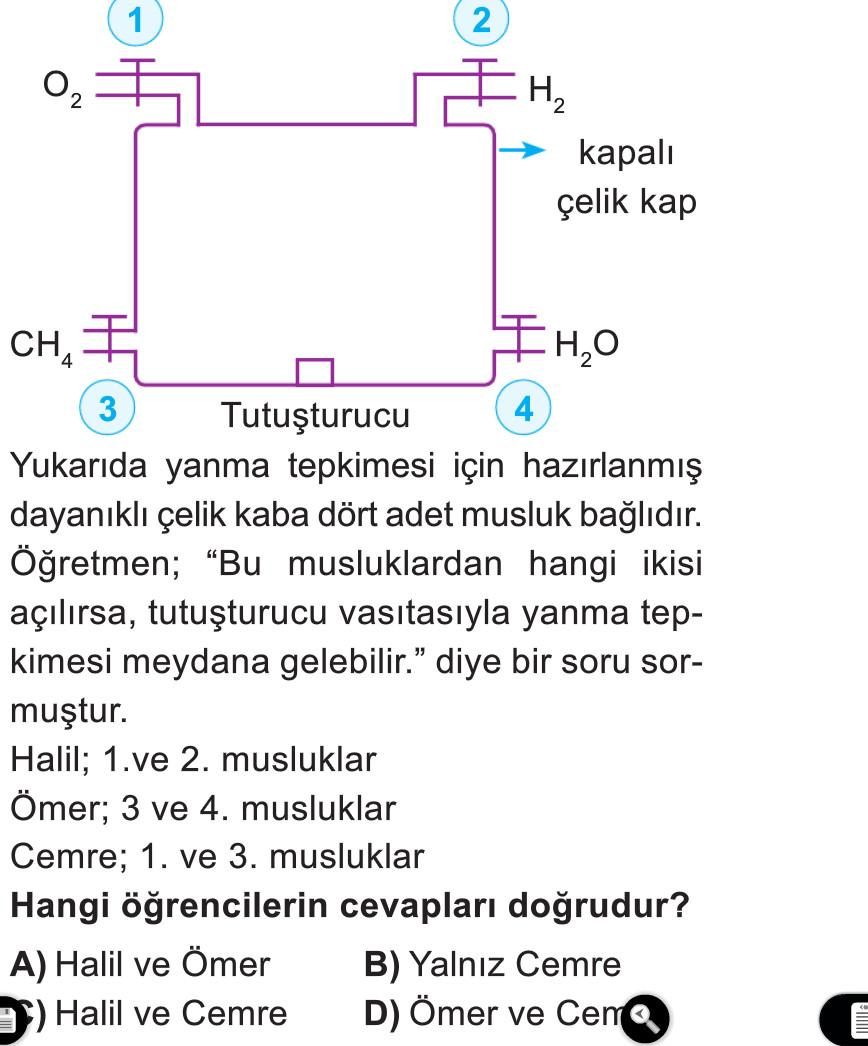 1 2
O₂ H₂
kapalı
çelik kap
CH₄ H₂O
3 Tutuşturucu 4
Yukarıda yanma tepkimesi için hazırlanmış
dayanıklı çelik kaba dört adet musluk bağlıdır.
Öğretmen; “Bu musluklardan hangi ikisi
açılırsa, tutuşturucu vasıtasıyla yanma tep-
kimesi meydana gelebilir.” diye bir soru sor-
muştur.
Halil; 1.ve 2. musluklar
Ömer; 3 ve 4. musluklar
Cemre; 1. ve 3. musluklar
Hangi öğrencilerin cevapları doğrudur?
A) Halil ve Ömer B) Yalnız Cemre
) Halil ve Cemre D) Ömer ve